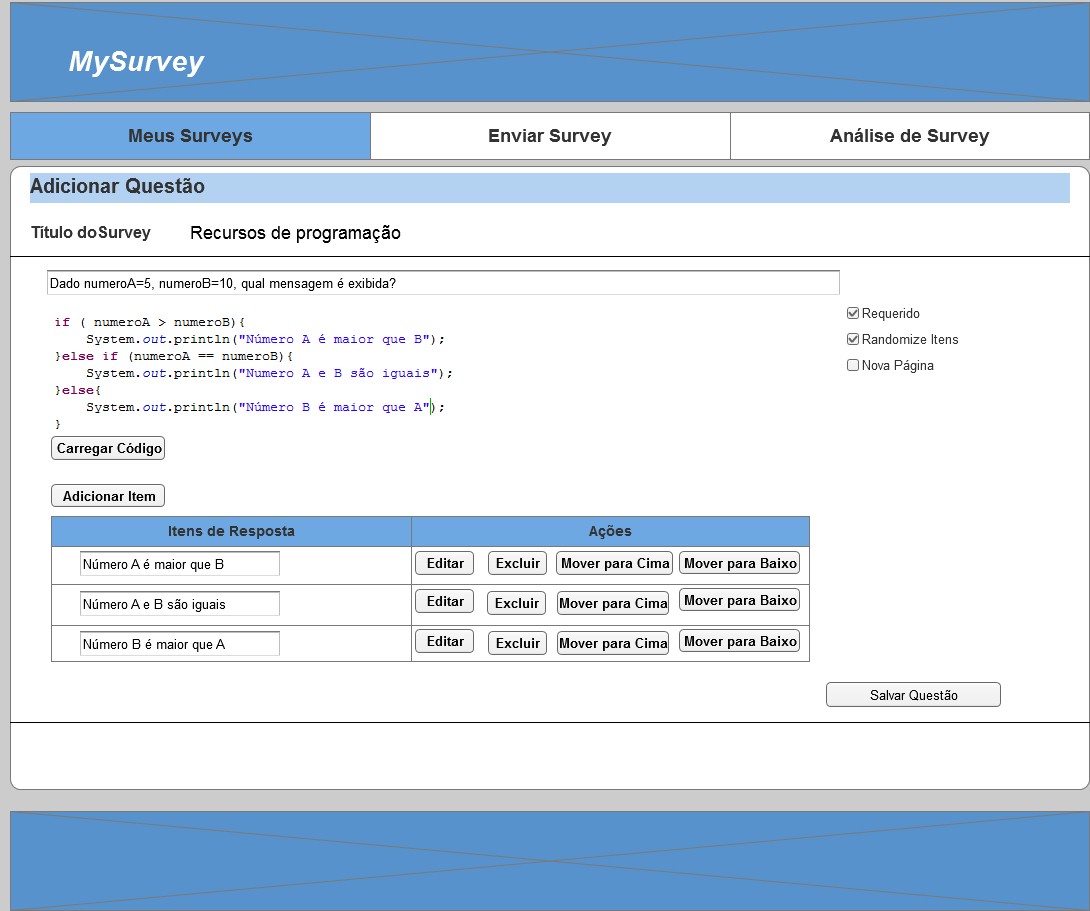 MySurvey
Meus Surveys Enviar Survey Análise de Survey
Adicionar Questão
Titulo doSurvey Recursos de programação
Dado numeroA=5, numeroB=10, qual mensagem é exibida?
Requerido
if ( numeroA > numeroB){
System.out.println("Número A é maior que B");
Randomize Itens
}else if (numeroA == numeroB){
Nova Página
System.out.println("Numero A e B são iguais");
}else{
System.out.println("Número B é maior que A");
}
Carregar Código
Adicionar Item
Itens de Resposta Ações
Número A é maior que B Editar Excluir Mover para Cima Mover para Baixo
Número A e B são iguais Editar Excluir Mover para Cima Mover para Baixo
Número B é maior que A Editar Excluir Mover para Cima Mover para Baixo
Salvar Questão